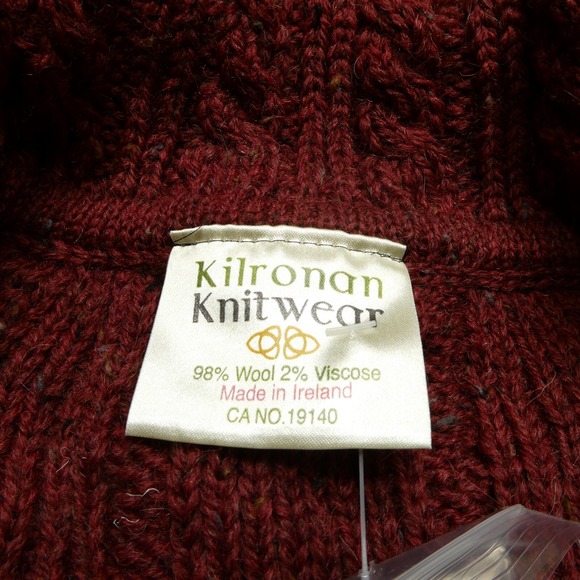 Kilronan
Knitwear
98% Wool 2% Viscose
Made in Ireland
CA NO.19140